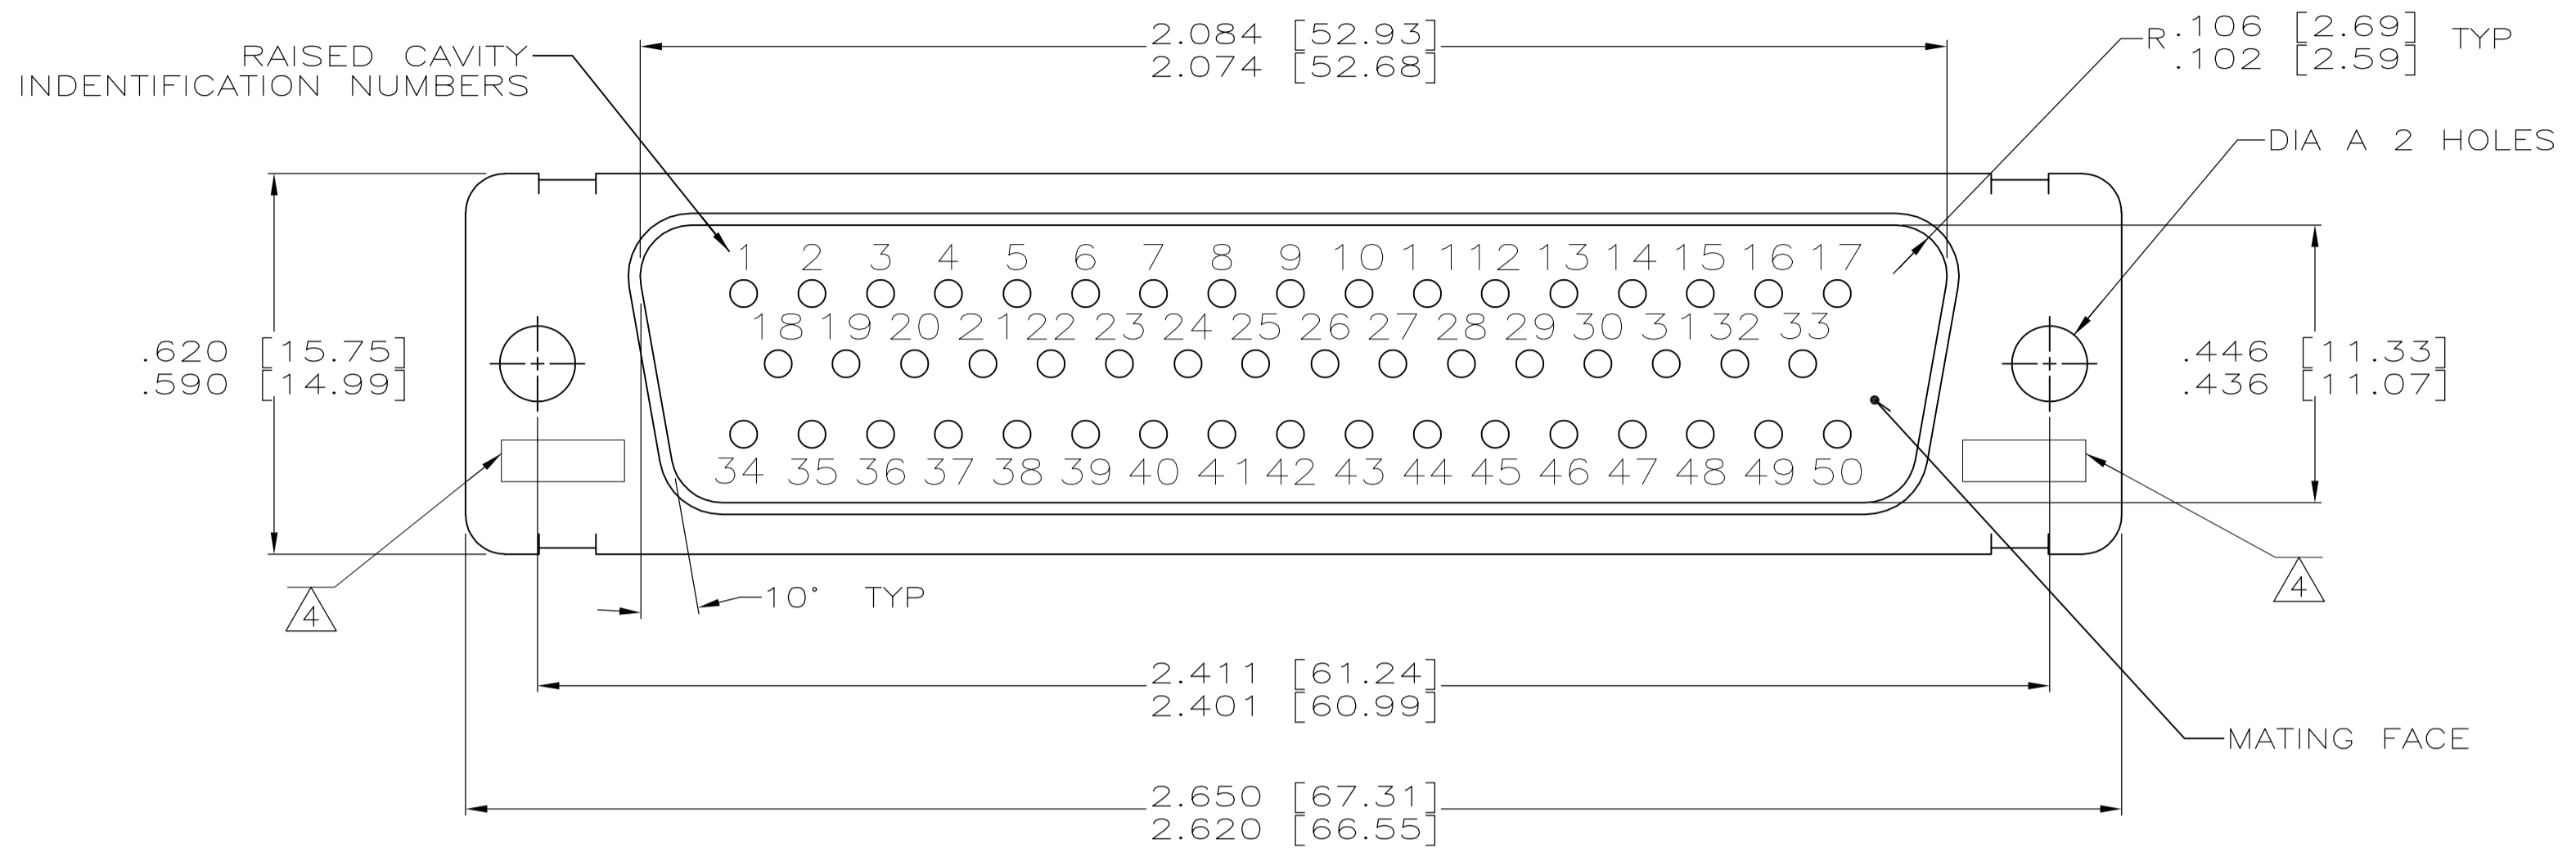 2.084 [52.93]
2.074 [52.68]
R .106 [2.69] TYP
.102 [2.59]
RAISED CAVITY
INDENTIFICATION NUMBERS
DIA A 2 HOLES
1 2 3 4 5 6 7 8 9 10 11 12 13 14 15 16 17
18 19 20 21 22 23 24 25 26 27 28 29 30 31 32 33
.620 [15.75]
.590 [14.99]
.446 [11.33]
.436 [11.07]
34 35 36 37 38 39 40 41 42 43 44 45 46 47 48 49 50
4
10° TYP
4
2.411 [61.24]
2.401 [60.99]
MATING FACE
2.650 [67.31]
2.620 [66.55]